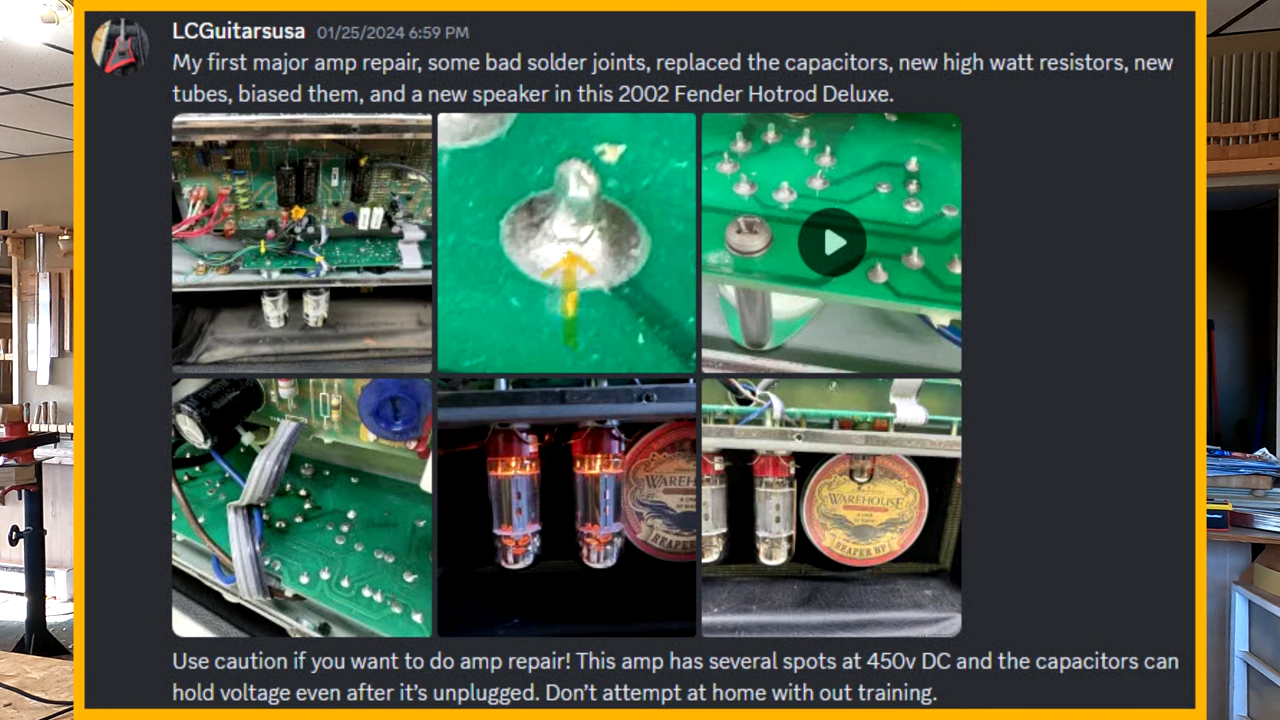 LCGuitarsusa 01/25/2024 6:59 PM
My first major amp repair, some bad solder joints, replaced the capacitors, new high watt resistors, new
tubes, biased them, and a new speaker in this 2002 Fender Hotrod Deluxe.
WAREH
REAPER
WAREHOUSE
REAPER HP
Use caution if you want to do amp repair! This amp has several spots at 450v DC and the capacitors can
hold voltage even after it’s unplugged. Don’t attempt at home with out training.